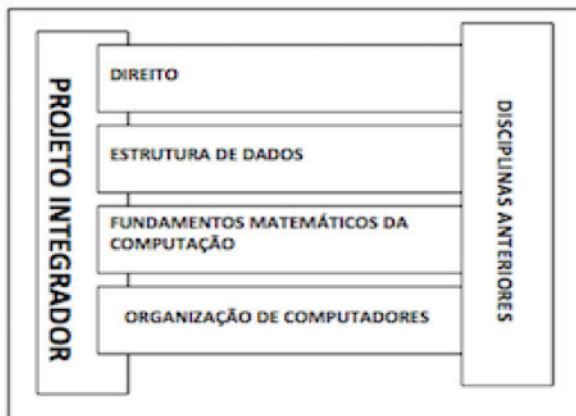 PROJETO INTEGRADOR
DIREITO
ESTRUTURA DE DADOS
FUNDAMENTOS MATEMÁTICOS DA
COMPUTAÇÃO
ORGANIZAÇÃO DE COMPUTADORES
DISCIPLINAS ANTERIORES